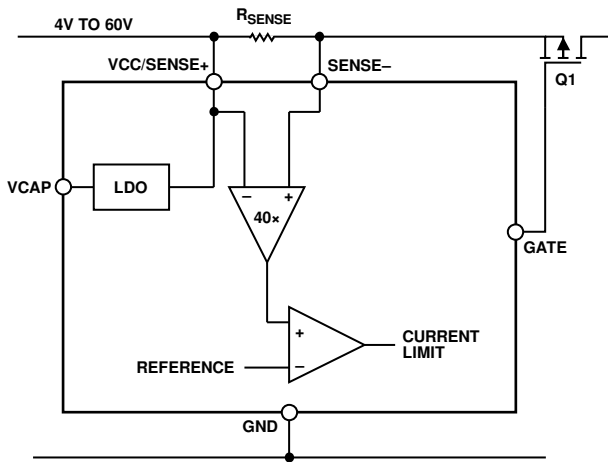 4V TO 60V
RSENSE
VCC/SENSE+
SENSE–
Q1
VCAP
LDO
– +
40×
GATE
+
CURRENT
LIMIT
REFERENCE
–
GND